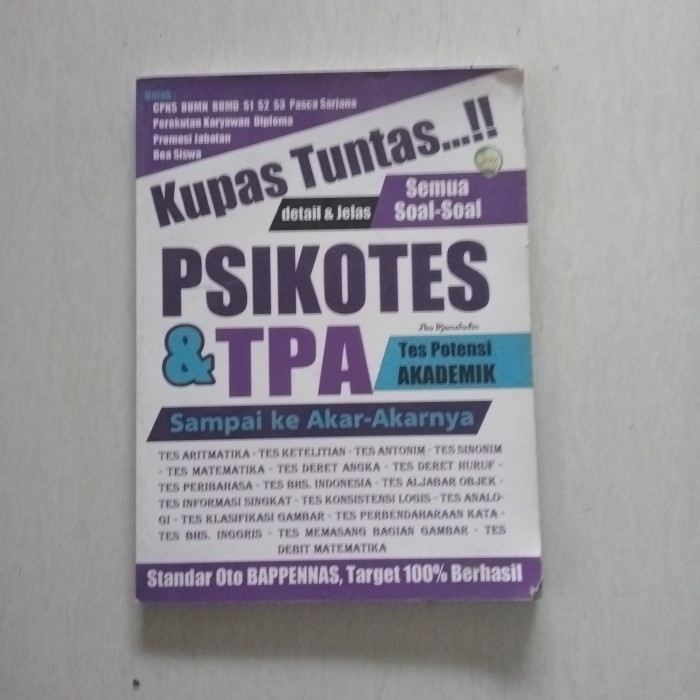 Untuk :
CPNS BUMN BUMD S1 S2 S3 Pasca Sarjana
Perekutan Karyawan Diploma
Promosi Jabatan
Bea Siswa
Kupas Tuntas...!!
detail & Jelas
Semua
Soal-Soal
PSIKOTES
& TPA
Tes Potensi
AKADEMIK
Sampai ke Akar-Akarnya
TES ARITMATIKA - TES KETELITIAN - TES ANTONIM - TES SINONIM
- TES MATEMATIKA - TES DERET ANGKA - TES DERET HURUF -
TES PERIBAHASA - TES BHS. INDONESIA - TES ALJABAR OBJEK -
TES INFORMASI SINGKAT - TES KONSISTENSI LOGIS - TES ANALO-
GI - TES KLASIFIKASI GAMBAR - TES PERBENDAHARAAN KATA -
TES BHS. INGGRIS - TES MEMASANG BAGIAN GAMBAR - TES
DEBIT MATEMATIKA
Standar Oto BAPPENNAS, Target 100% Berhasil